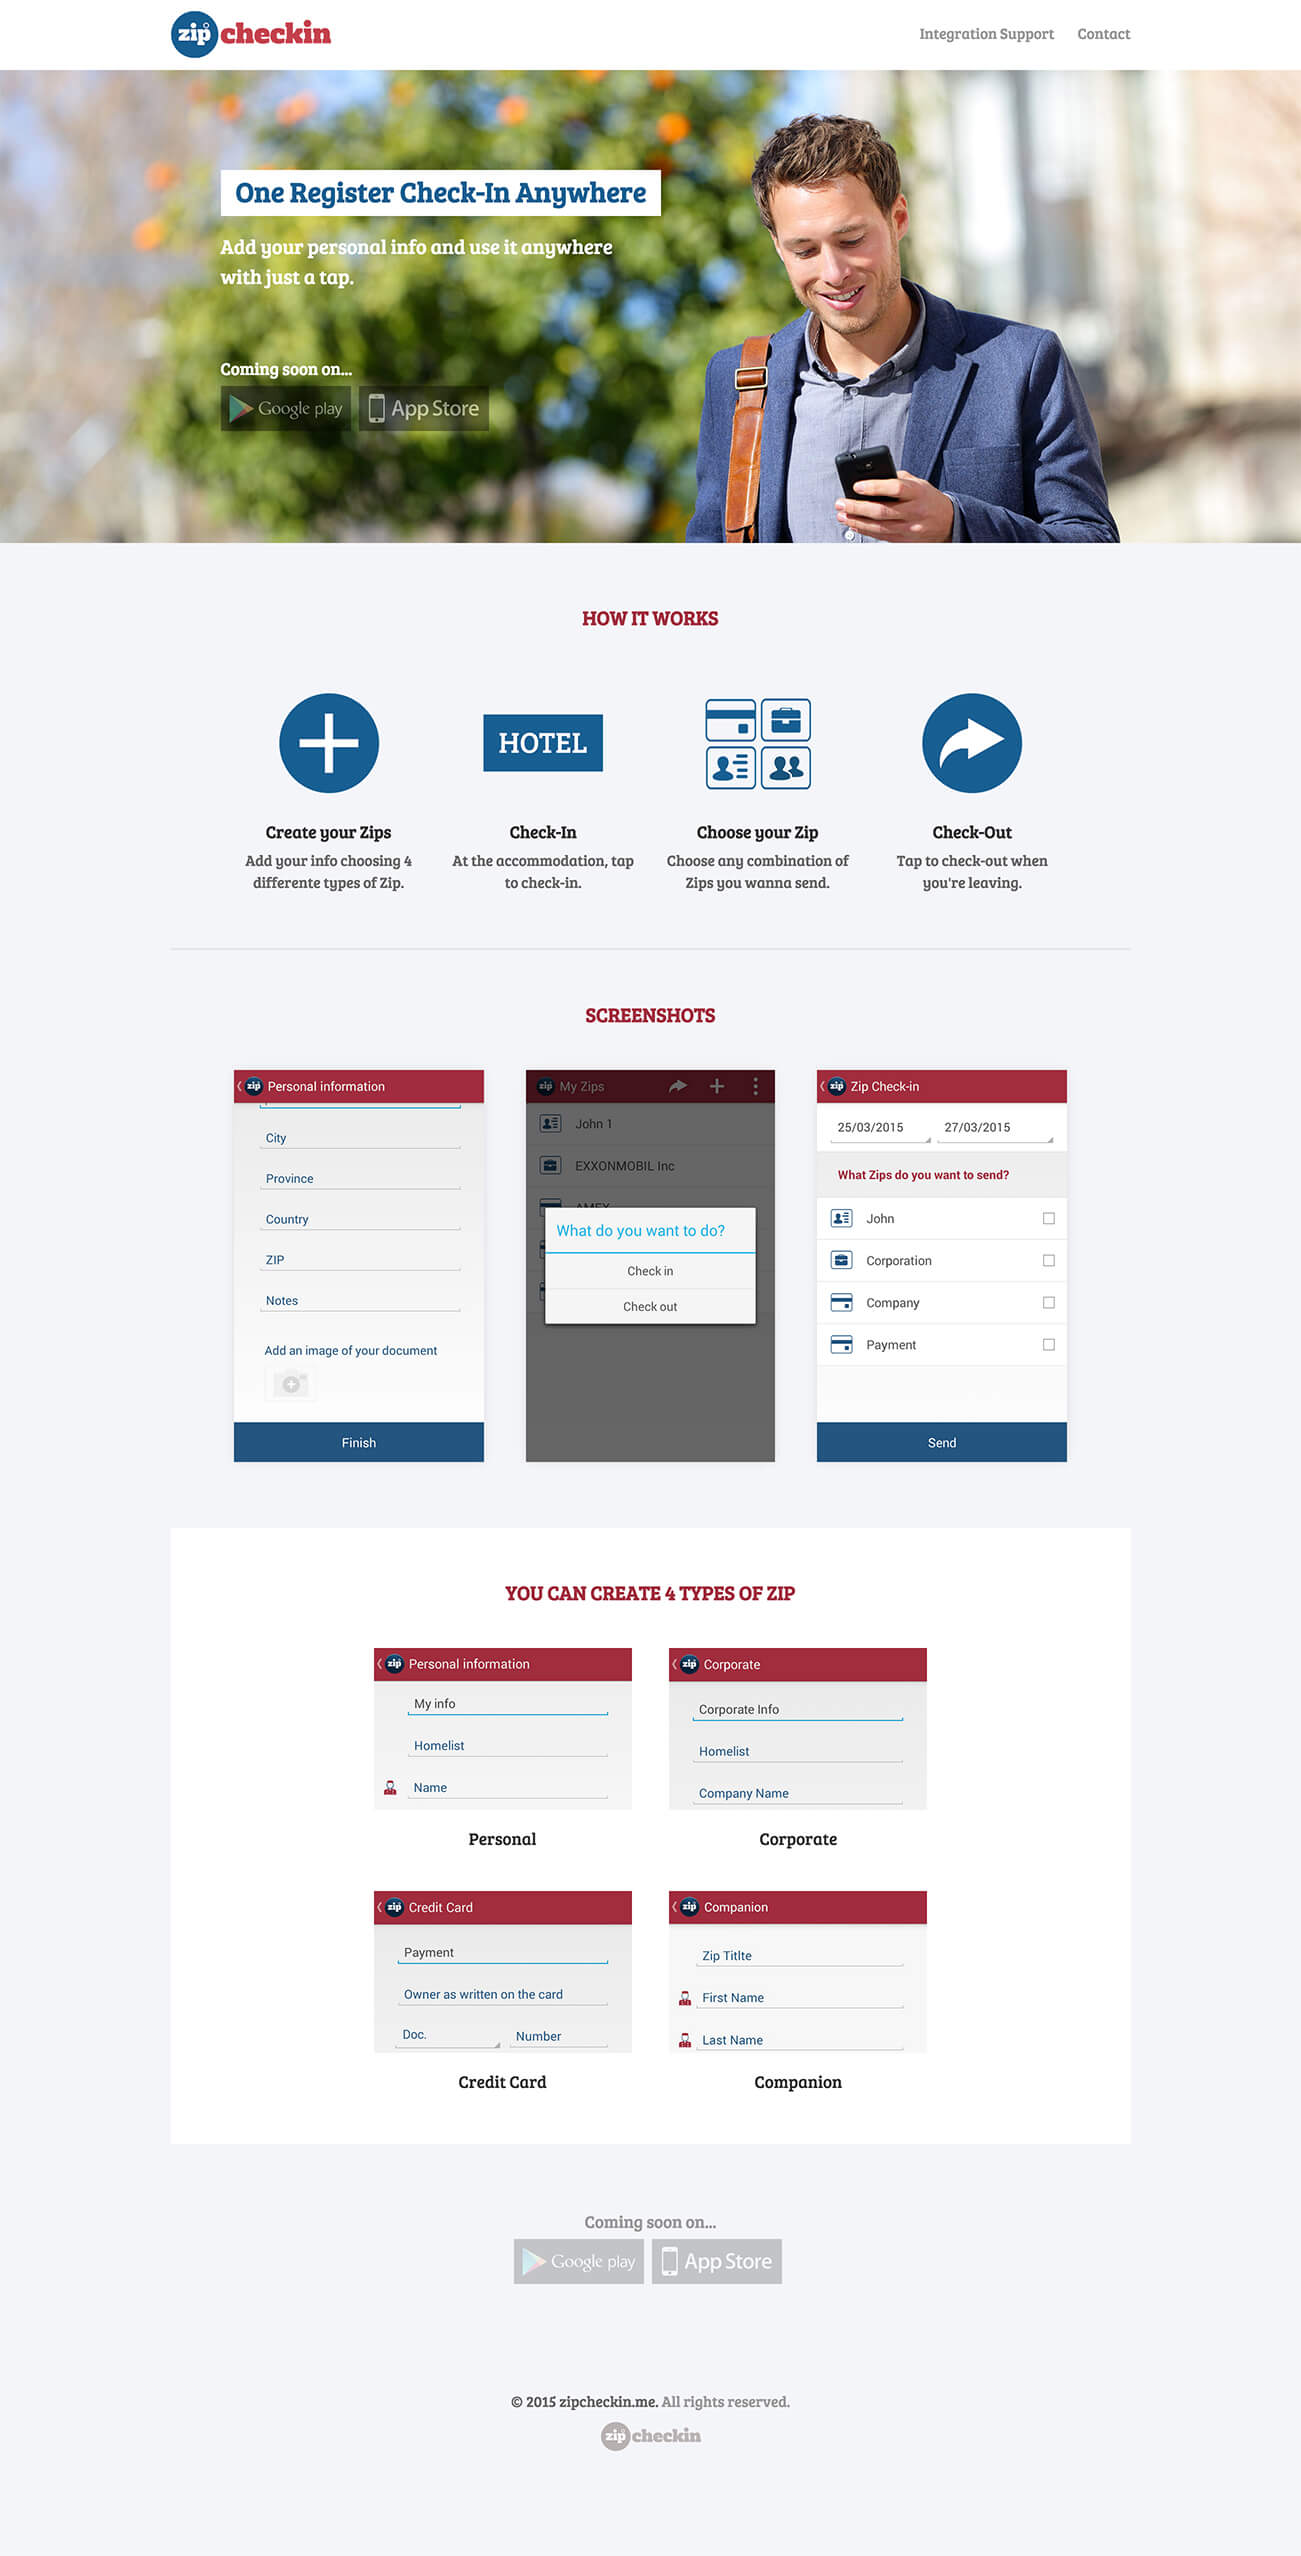 zip checkin
Integration Support
Contact
One Register Check-In Anywhere
Add your personal info and use it anywhere
with just a tap.
Coming soon on...
Google play
App Store
HOW IT WORKS
HOTEL
Create your Zips
Add your info choosing 4
differente types of Zip.
Check-In
At the accommodation, tap
to check-in.
Choose your Zip
Choose any combination of
Zips you wanna send.
Check-Out
Tap to check-out when
you're leaving.
SCREENSHOTS
zip Personal information
City
Province
Country
ZIP
Notes
Add an image of your document
Finish
zip My Zips
John 1
EXXONMOBIL Inc
AMEX
What do you want to do?
Check in
Check out
zip Zip Check-in
25/03/2015
27/03/2015
What Zips do you want to send?
John
Corporation
Company
Payment
Send
YOU CAN CREATE 4 TYPES OF ZIP
zip Personal information
My info
Homelist
Name
Personal
zip Corporate
Corporate Info
Homelist
Company Name
Corporate
zip Credit Card
Payment
Owner as written on the card
Doc.
Number
Credit Card
zip Companion
Zip Titlte
First Name
Last Name
Companion
Coming soon on...
Google play
App Store
© 2015 zipcheckin.me. All rights reserved.
zip checkin